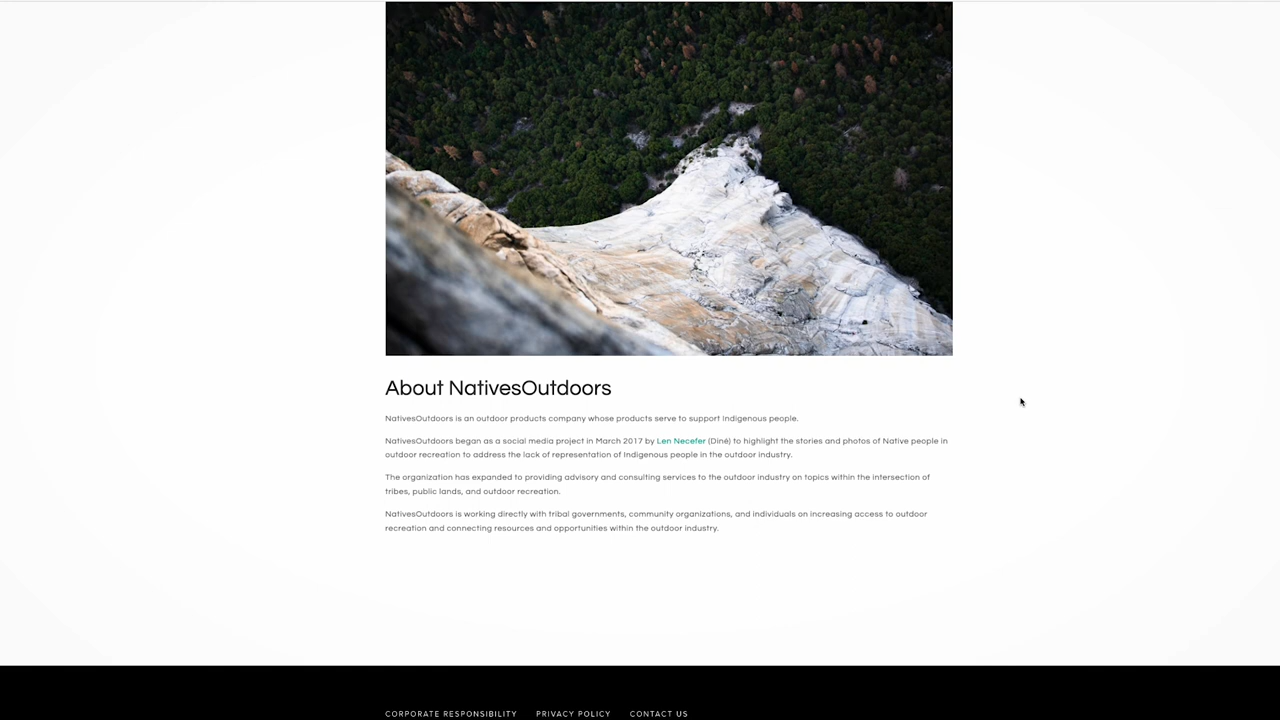 About NativesOutdoors
NativesOutdoors is an outdoor products company whose products serve to support Indigenous people.
NativesOutdoors began as a social media project in March 2017 by Len Necefer (Diné) to highlight the stories and photos of Native people in
outdoor recreation to address the lack of representation of Indigenous people in the outdoor industry.
The organization has expanded to providing advisory and consulting services to the outdoor industry on topics within the intersection of
tribes, public lands, and outdoor recreation.
NativesOutdoors is working directly with tribal governments, community organizations, and individuals on increasing access to outdoor
recreation and connecting resources and opportunities within the outdoor industry.
CORPORATE RESPONSIBILITY PRIVACY POLICY CONTACT US